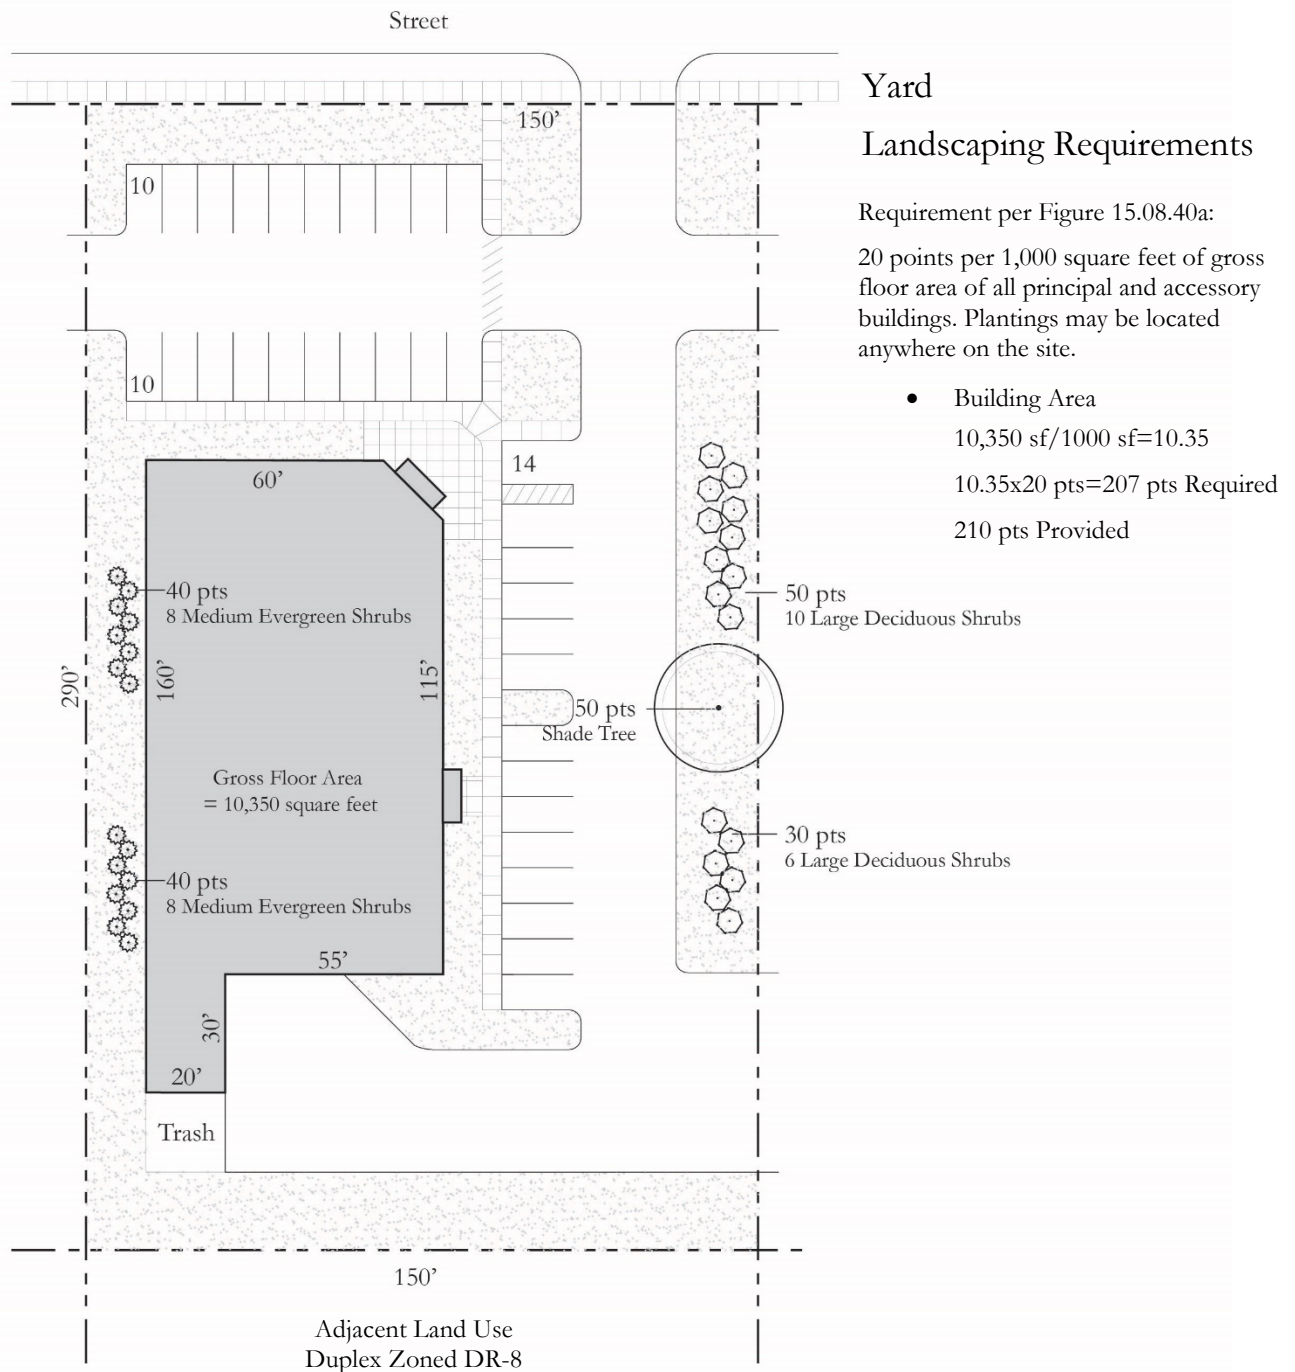 Street
150’
Yard
Landscaping Requirements
Requirement per Figure 15.08.40a:
20 points per 1,000 square feet of gross
floor area of all principal and accessory
buildings. Plantings may be located
anywhere on the site.
• Building Area
10,350 sf/1000 sf=10.35
10.35x20 pts=207 pts Required
210 pts Provided
10
10
14
60’
40 pts
8 Medium Evergreen Shrubs
50 pts
10 Large Deciduous Shrubs
290’
160’
115’
50 pts
Shade Tree
Gross Floor Area
= 10,350 square feet
30 pts
6 Large Deciduous Shrubs
40 pts
8 Medium Evergreen Shrubs
55’
30’
20’
Trash
150’
Adjacent Land Use
Duplex Zoned DR-8